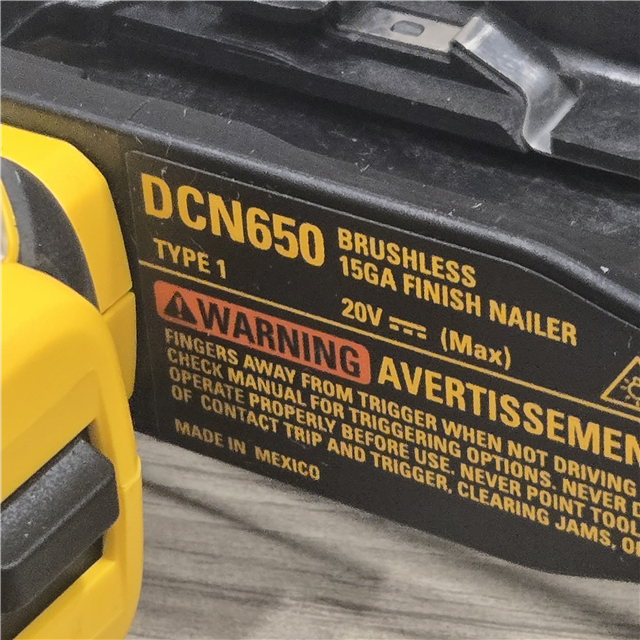 DCN650 BRUSHLESS
15GA FINISH NAILER
TYPE 1
20V ⎓ (Max)
WARNING AVERTISSEMEN
FINGERS AWAY FROM TRIGGER WHEN NOT DRIVING
CHECK MANUAL FOR TRIGGERING OPTIONS. NEVER D
OPERATE PROPERLY BEFORE USE. NEVER POINT TOOL
OF CONTACT TRIP AND TRIGGER, CLEARING JAMS, O
MADE IN MEXICO